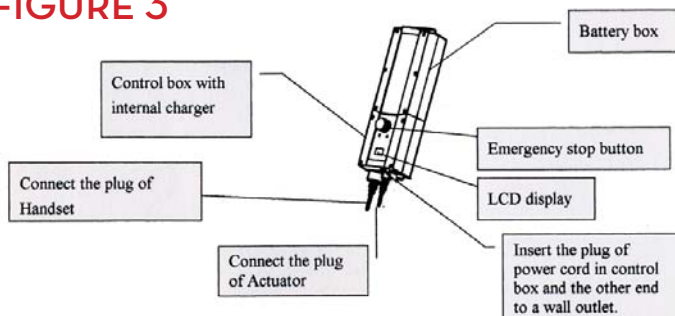 FIGURE 3
Battery box
Control box with
internal charger
Emergency stop button
Connect the plug of
Handset
LCD display
Connect the plug
of Actuator
Insert the plug of
power cord in control
box and the other end
to a wall outlet.